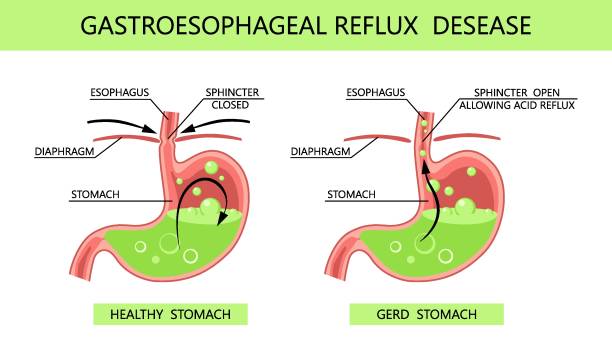 GASTROESOPHAGEAL REFLUX DESEASE
ESOPHAGUS
SPHINCTER
CLOSED
DIAPHRAGM
STOMACH
HEALTHY STOMACH
ESOPHAGUS
SPHINCTER OPEN
ALLOWING ACID REFLUX
DIAPHRAGM
STOMACH
GERD STOMACH